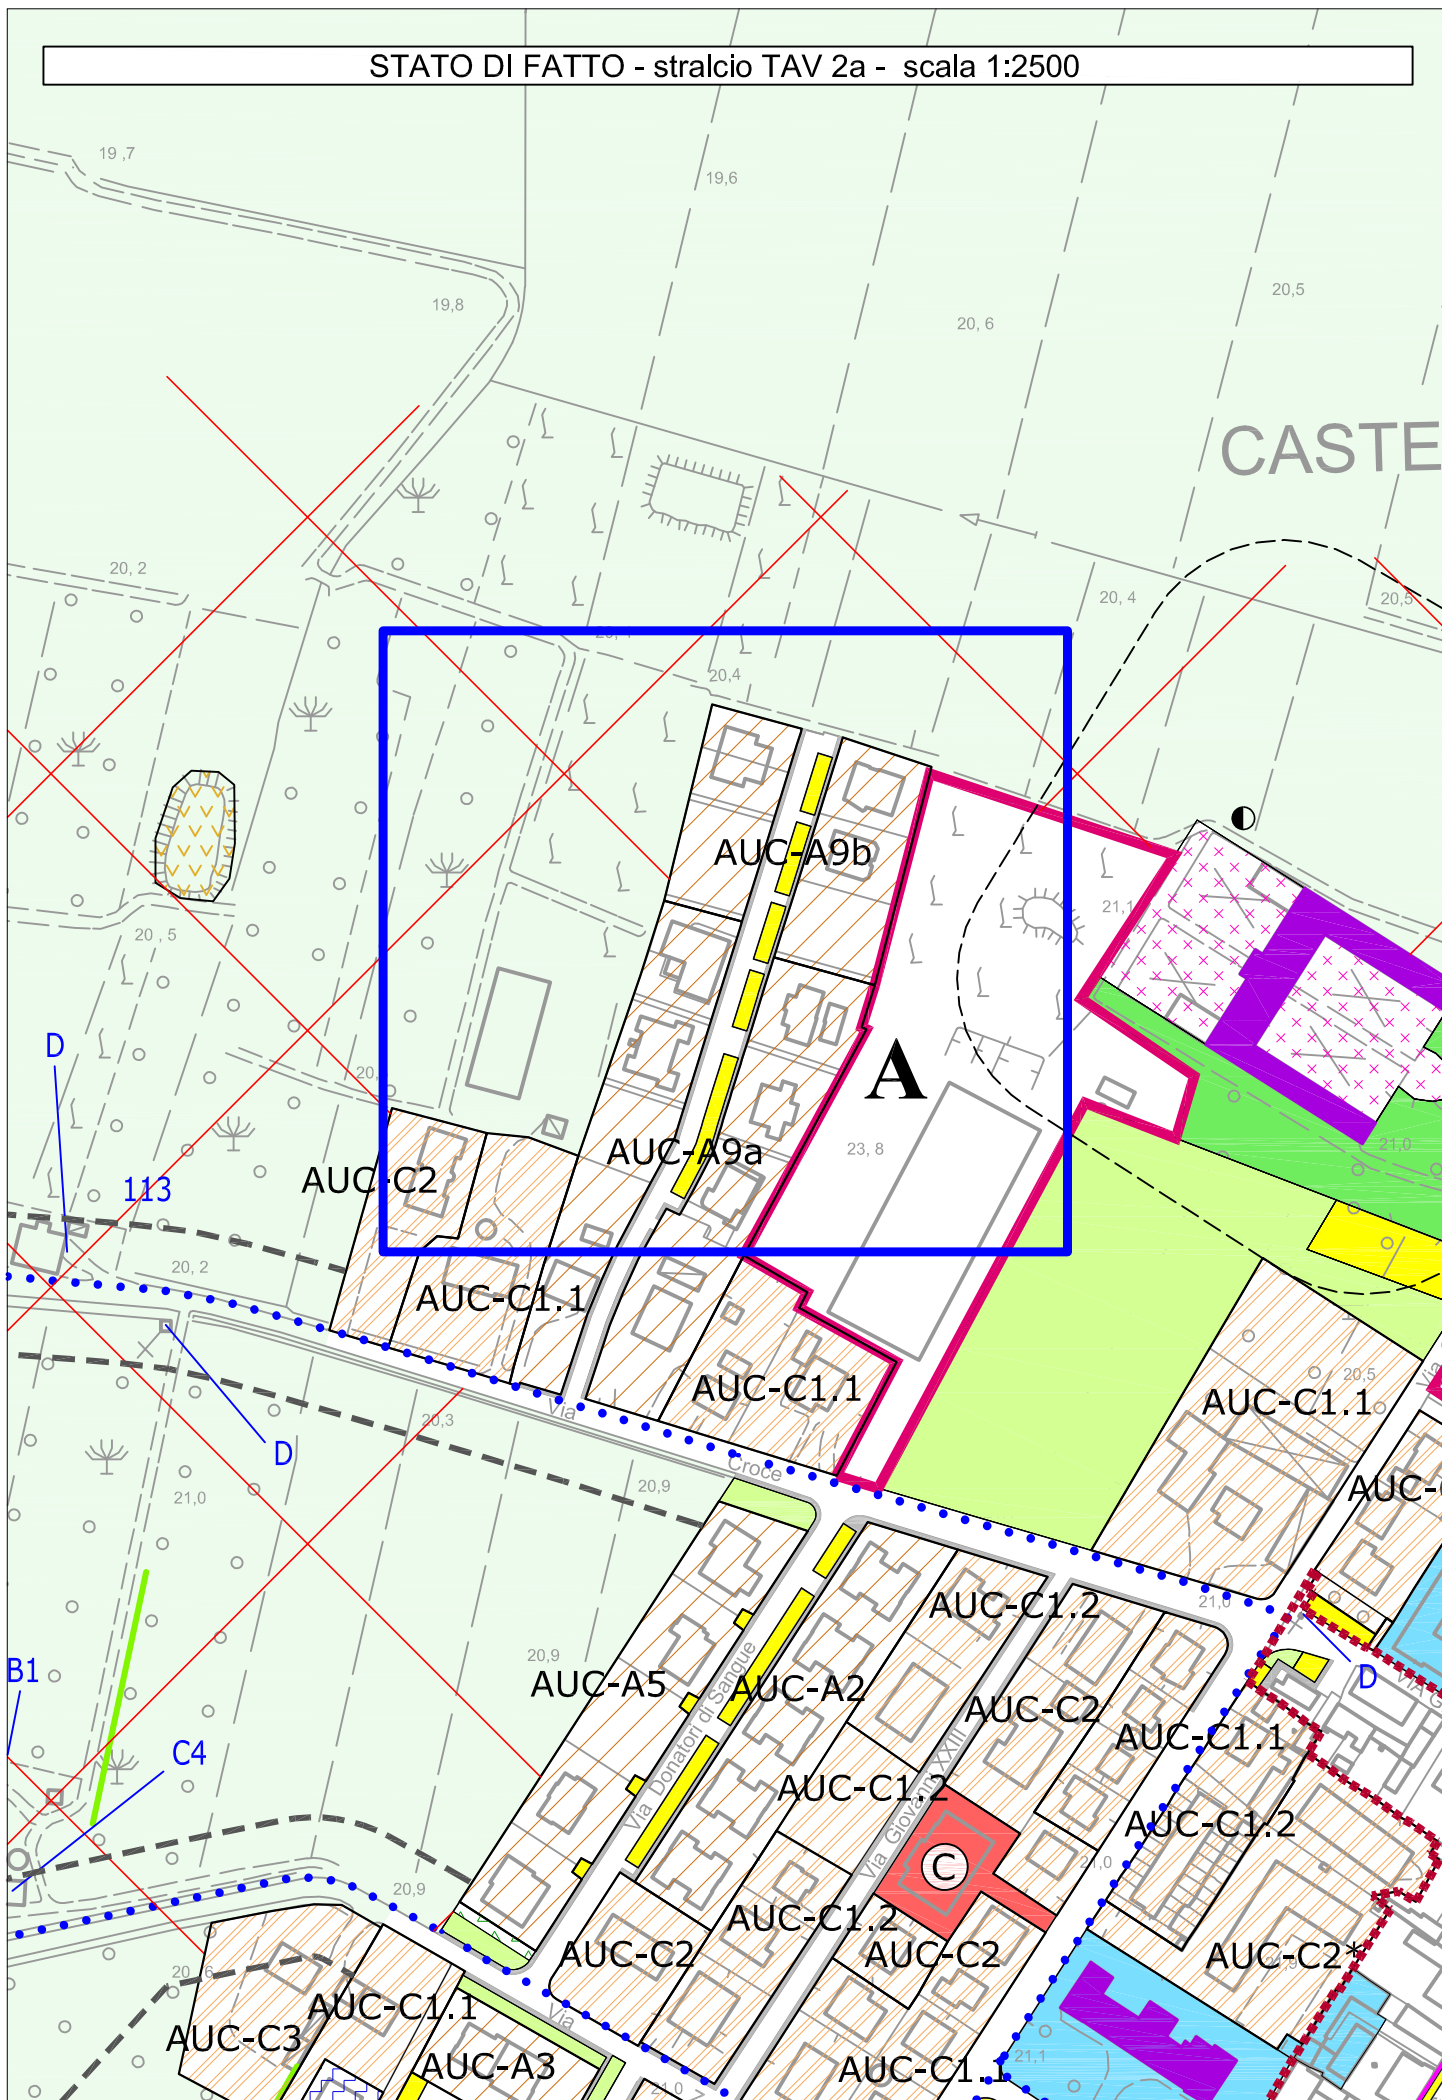 STATO DI FATTO - stralcio TAV 2a - scala 1:2500
19 ,7
19,6
19,8
20,5
20, 6
CASTE
20, 2
20, 4
20,5
20,4
AUC-A9b
21,1
20, 5
D
A
23, 8
21,0
AUC-A9a
AUC-C2
113
20, 2
AUC-C1.1
AUC-C1.1
20,5
AUC-C1.1
Via
20,3
D
Croce
20,9
21,0
AUC-C1.2
21,0
20,9
AUC-A5
AUC-A2
B1
D
AUC-C2
AUC-C1.1
C4
Via Donatori di Sangue
Via Giovanni XXIII
AUC-C1.2
AUC-C1.2
C
21,0
20,9
AUC-C1.2
AUC-C2
AUC-C2
AUC-C2*
AUC-C1.1
Via
AUC-C3
AUC-A3
AUC-C1.1
21,1
21,0